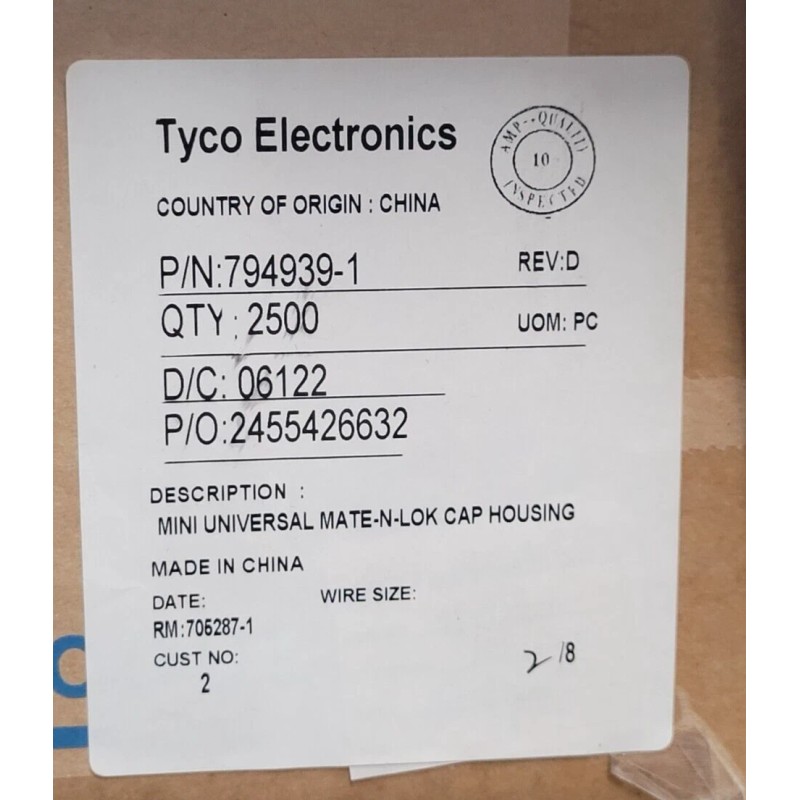 Tyco Electronics
AMP--QUALITY
10
INSPECTED
COUNTRY OF ORIGIN : CHINA
P/N:794939-1
REV:D
QTY : 2500
UOM: PC
D/C: 06122
P/O:2455426632
DESCRIPTION :
MINI UNIVERSAL MATE-N-LOK CAP HOUSING
MADE IN CHINA
DATE:
WIRE SIZE:
RM:705287-1
CUST NO:
2
2/8